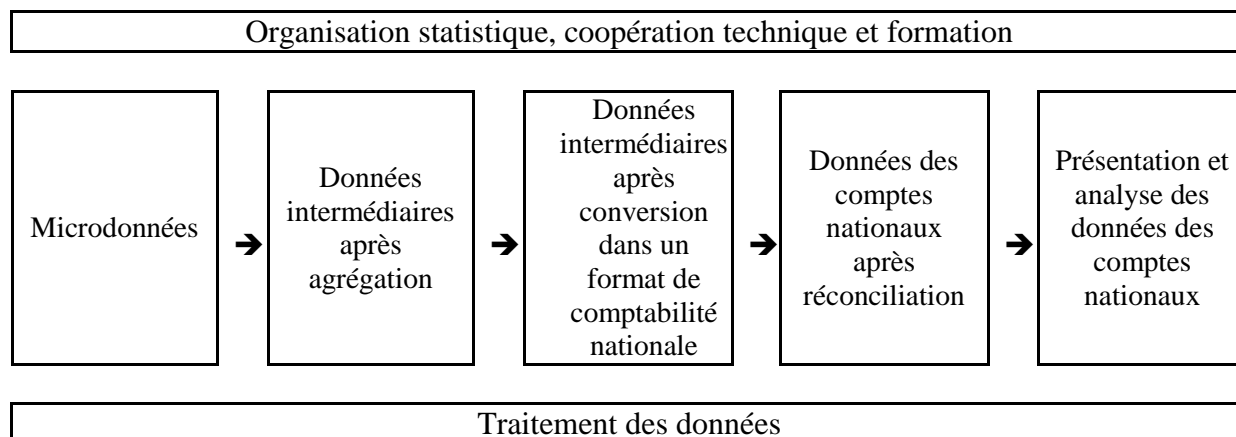 Organisation statistique, coopération technique et formation
Microdonnées
Données
intermédiaires
après
agrégation
Données
intermédiaires
après
conversion
dans un
format de
comptabilité
nationale
Données des
comptes
nationaux
après
réconciliation
Présentation et
analyse des
données des
comptes
nationaux
Traitement des données